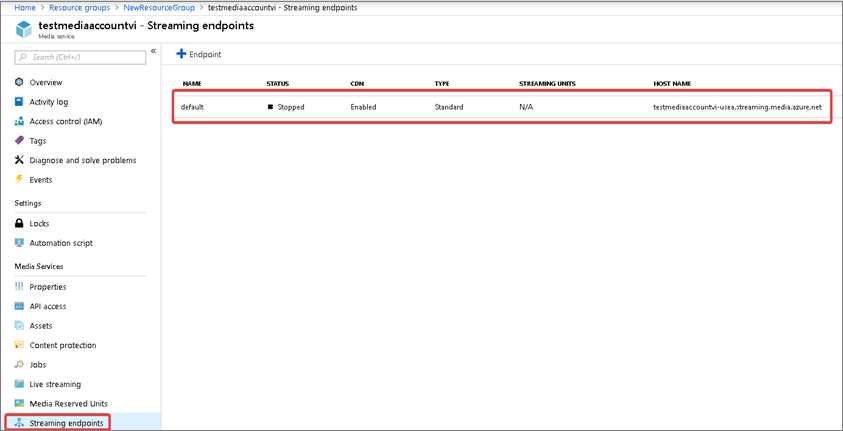 Home > Resource groups > NewResourceGroup > testmediaaccountvi - Streaming endpoints
testmediaaccountvi - Streaming endpoints
Media service
Search (Ctrl+/)
«
Overview
Activity log
Access control (IAM)
Tags
Diagnose and solve problems
Events
Settings
Locks
Automation script
Media Services
Properties
API access
Assets
Content protection
Jobs
Live streaming
Media Reserved Units
Streaming endpoints
+ Endpoint
NAME STATUS CDN TYPE STREAMING UNITS HOST NAME
default Stopped Enabled Standard N/A testmediaaccountvi-usea.streaming.media.azure.net